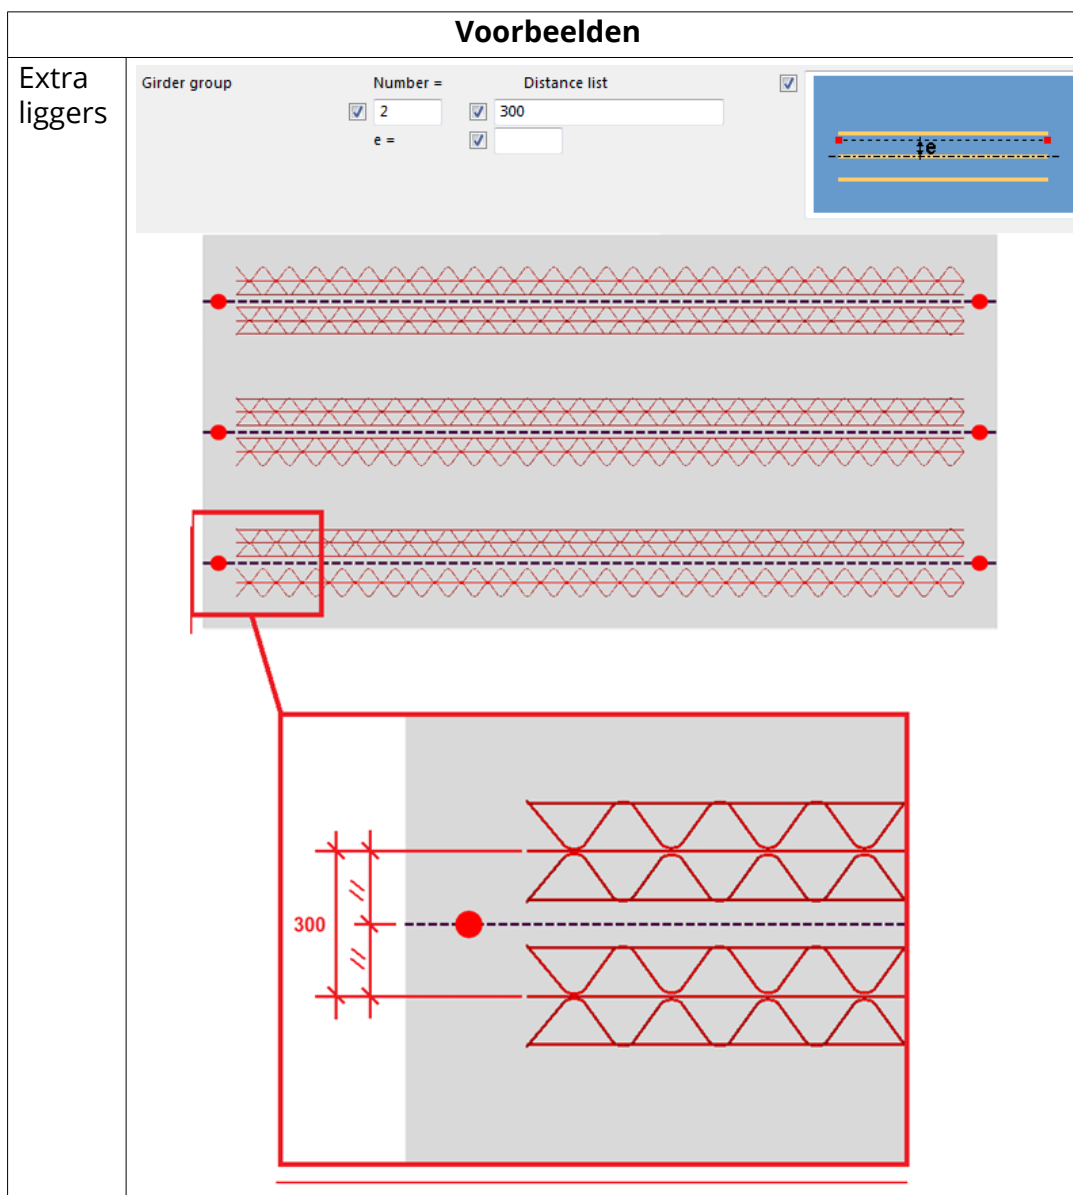 Voorbeelden
Extra
liggers
Girder group
Number =
Distance list
2
300
e =
e
300